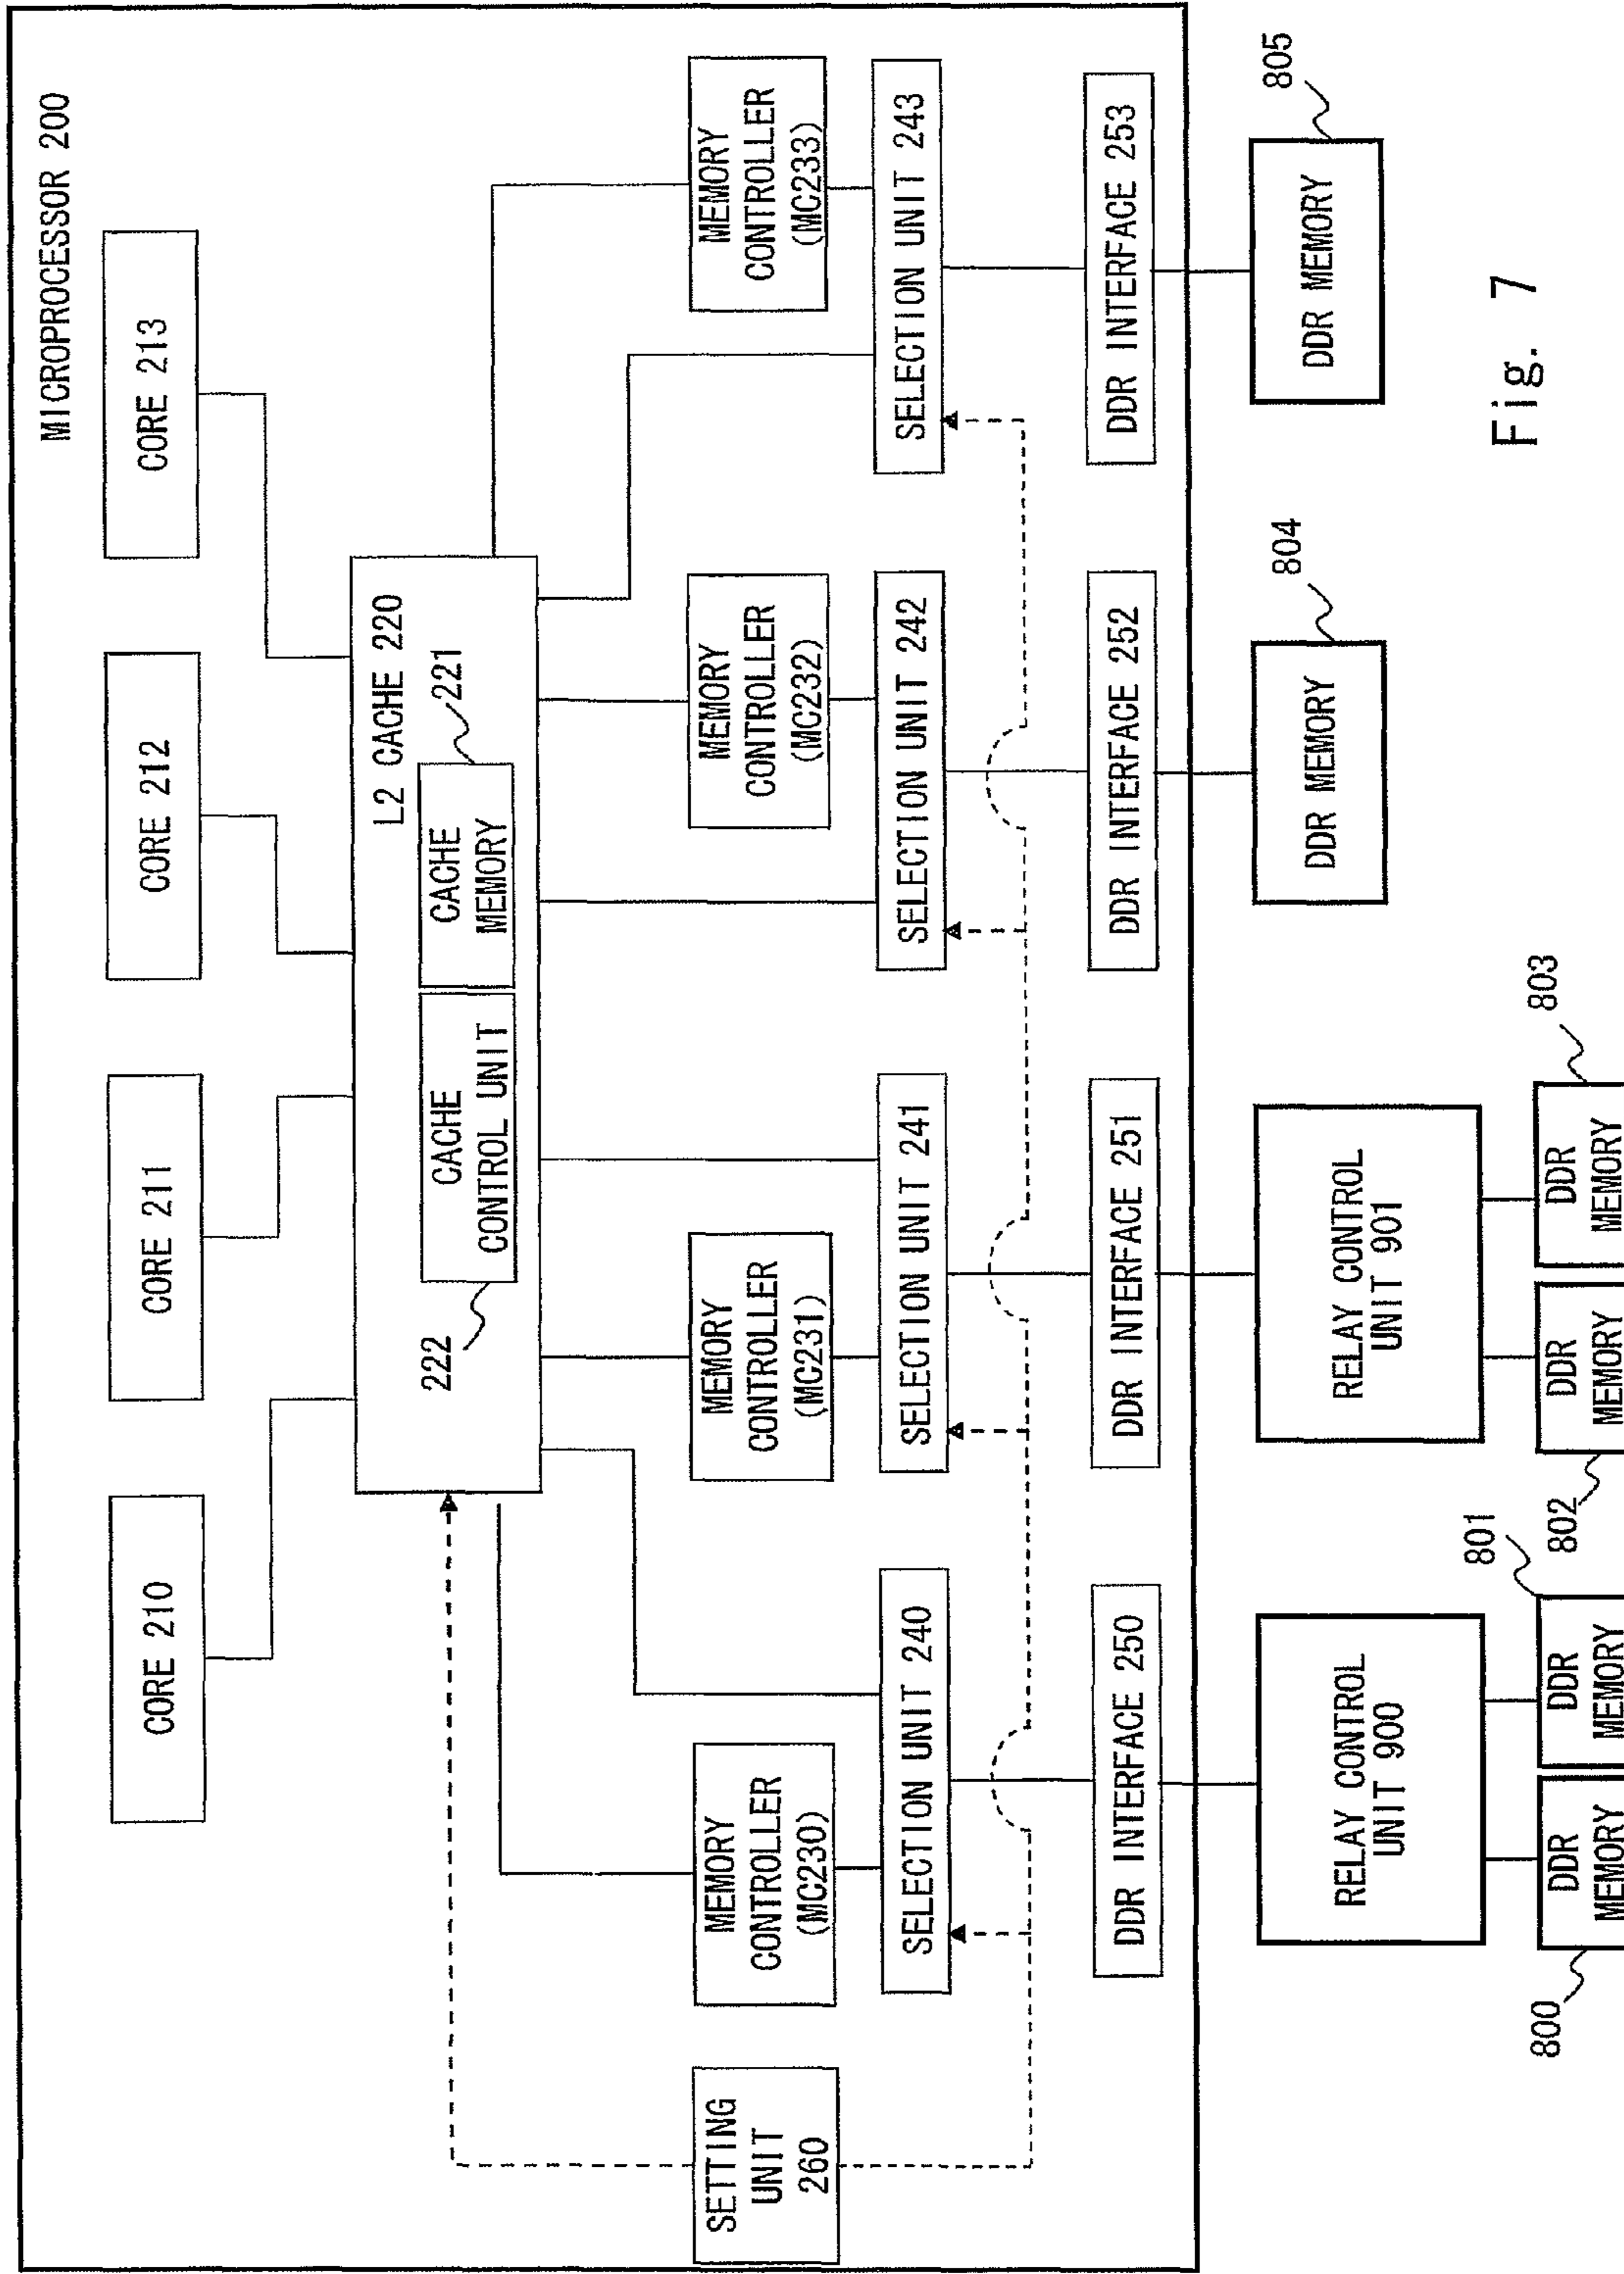 MICROPROCESSOR 200
CORE 210
CORE 211
CORE 212
CORE 213
L2 CACHE 220
222
CACHE
CONTROL UNIT
CACHE
MEMORY
221
SETTING
UNIT
260
MEMORY
CONTROLLER
(MC230)
MEMORY
CONTROLLER
(MC231)
MEMORY
CONTROLLER
(MC232)
MEMORY
CONTROLLER
(MC233)
SELECTION UNIT 240
SELECTION UNIT 241
SELECTION UNIT 242
SELECTION UNIT 243
DDR INTERFACE 250
DDR INTERFACE 251
DDR INTERFACE 252
DDR INTERFACE 253
RELAY CONTROL
UNIT 900
RELAY CONTROL
UNIT 901
DDR MEMORY
804
DDR MEMORY
805
800
DDR
MEMORY
801
DDR
MEMORY
802
DDR
MEMORY
803
DDR
MEMORY
Fig. 7